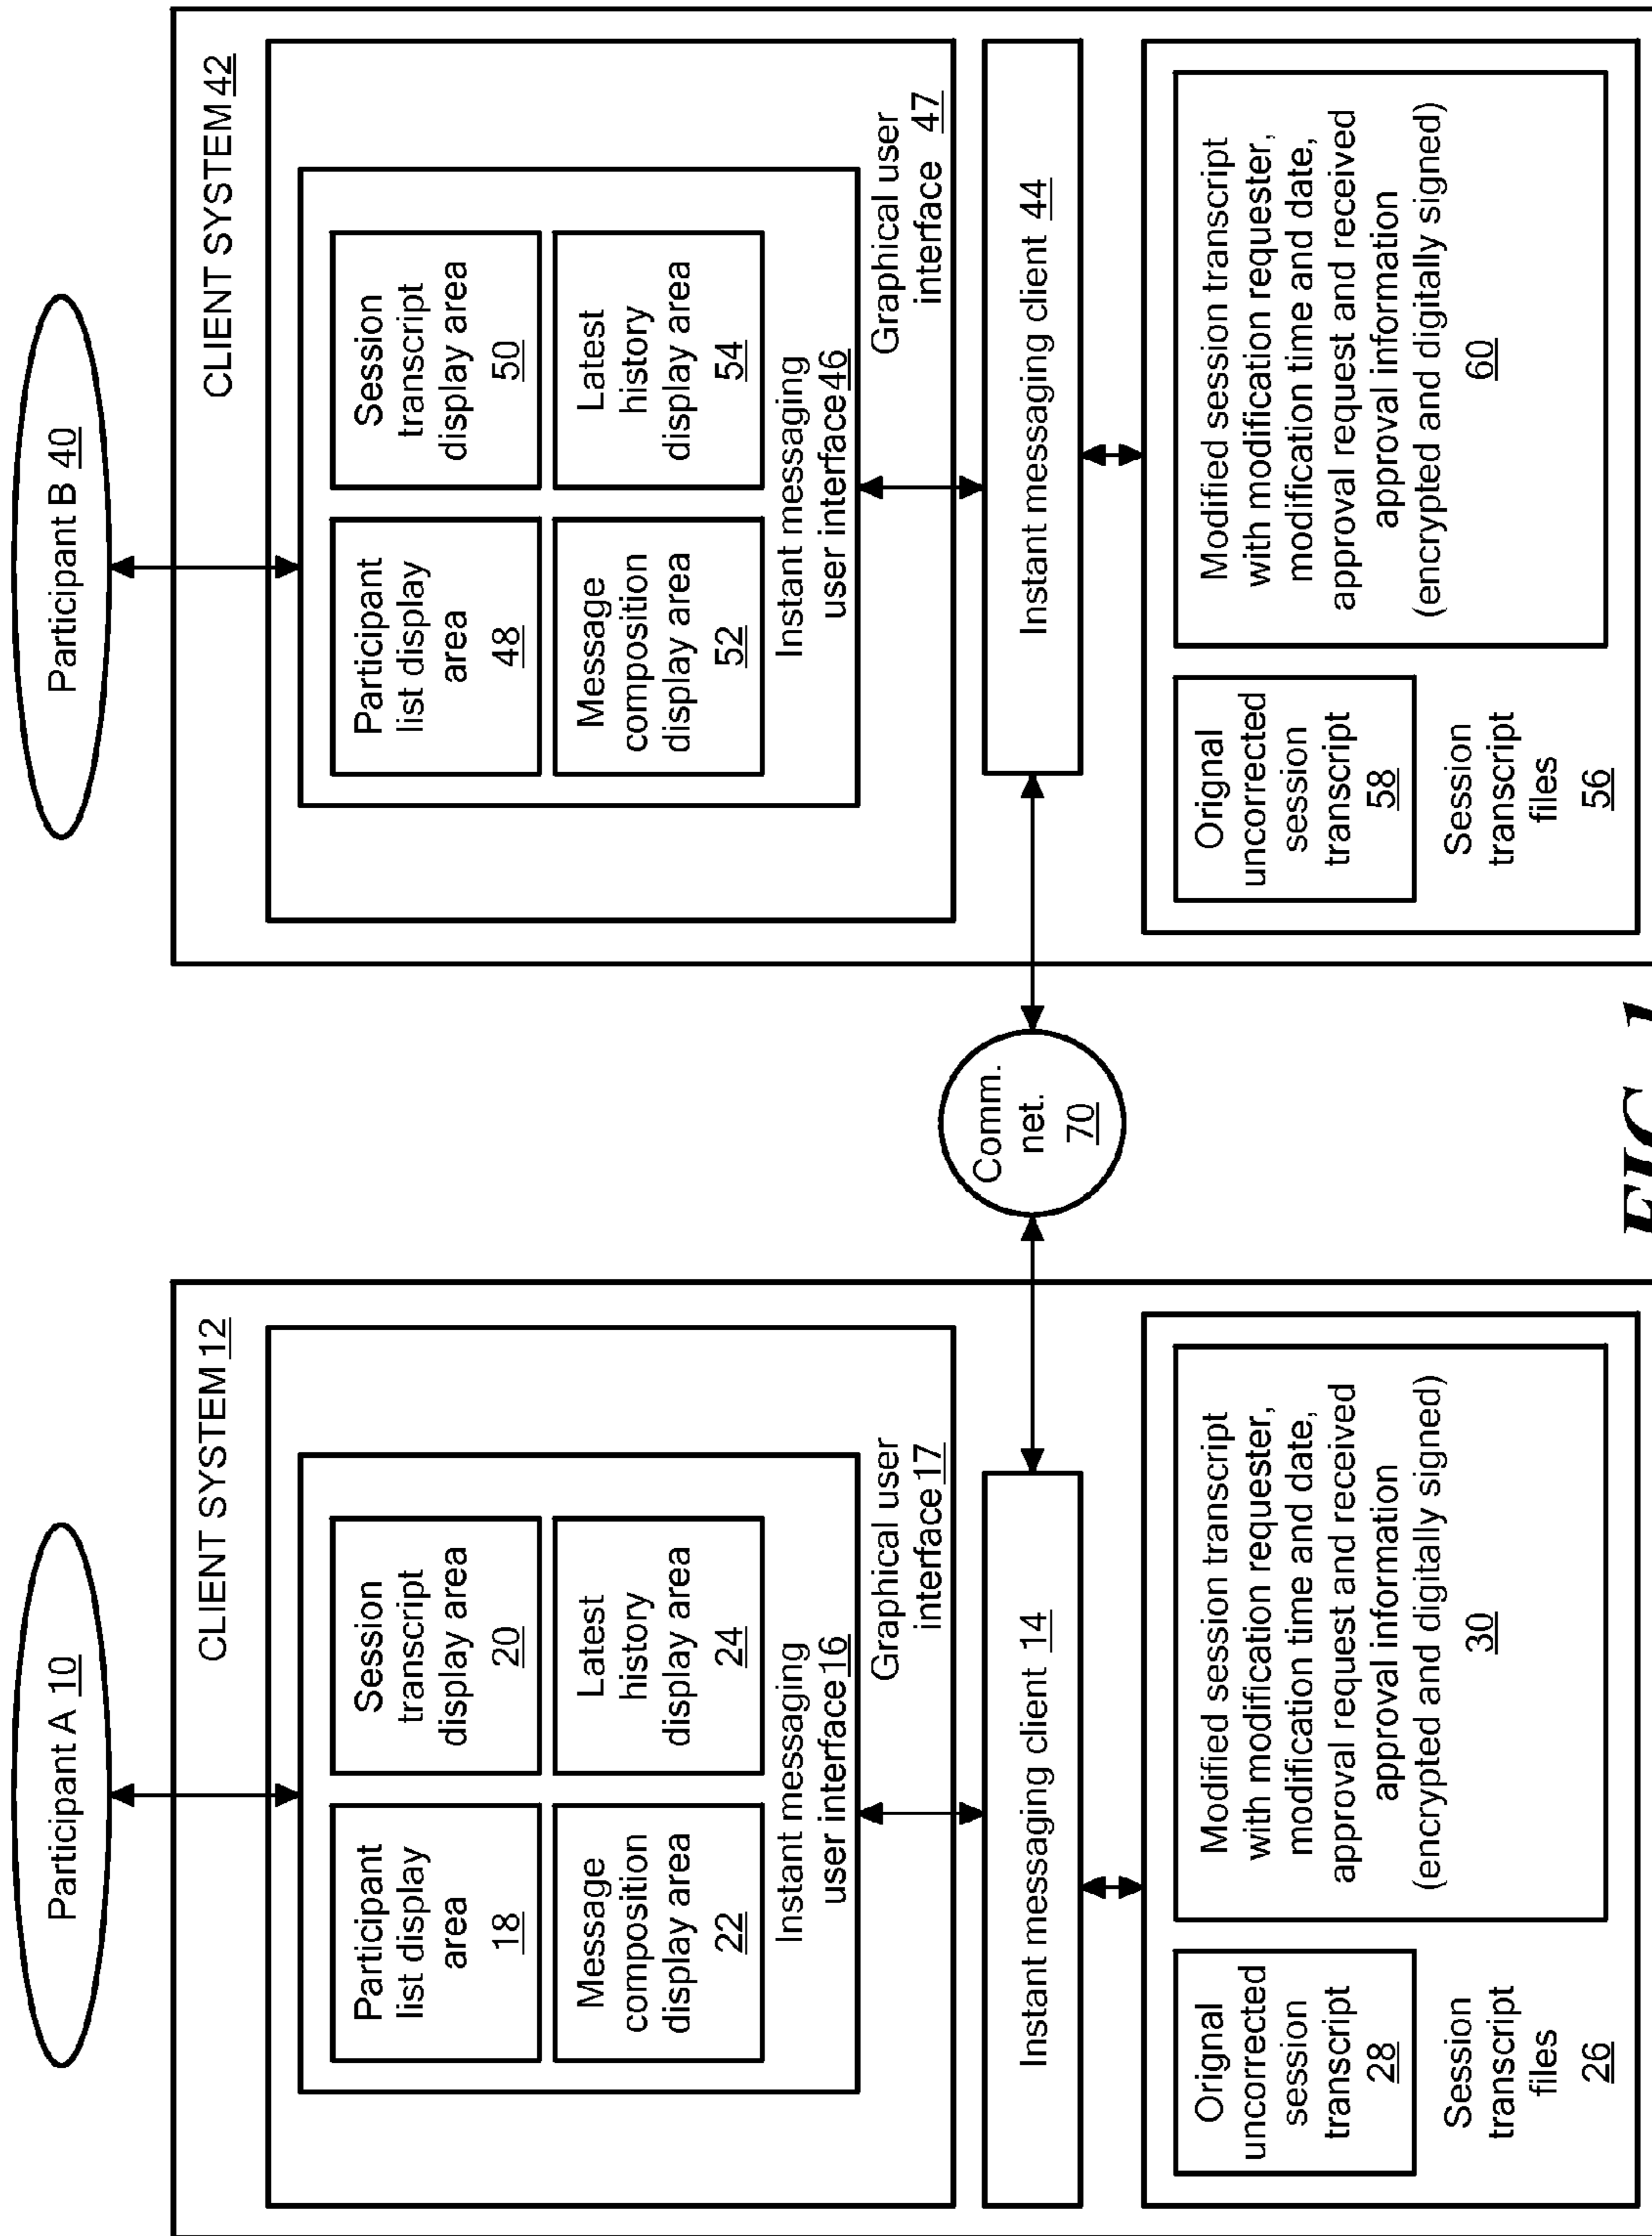 Participant A 10
CLIENT SYSTEM 12
Participant
list display
area
18
Session
transcript
display area
20
Message
composition
display area
22
Latest
history
display area
24
Instant messaging
user interface 16
Graphical user
interface 17
Instant messaging client 14
Orignal
uncorrected
session
transcript
28
Session
transcript
files
26
Modified session transcript
with modification requester,
modification time and date,
approval request and received
approval information
(encrypted and digitally signed)
30
Comm.
net.
70
Participant B 40
CLIENT SYSTEM 42
Participant
list display
area
48
Session
transcript
display area
50
Message
composition
display area
52
Latest
history
display area
54
Instant messaging
user interface 46
Graphical user
interface 47
Instant messaging client 44
Orignal
uncorrected
session
transcript
58
Session
transcript
files
56
Modified session transcript
with modification requester,
modification time and date,
approval request and received
approval information
(encrypted and digitally signed)
60
FIG. 1